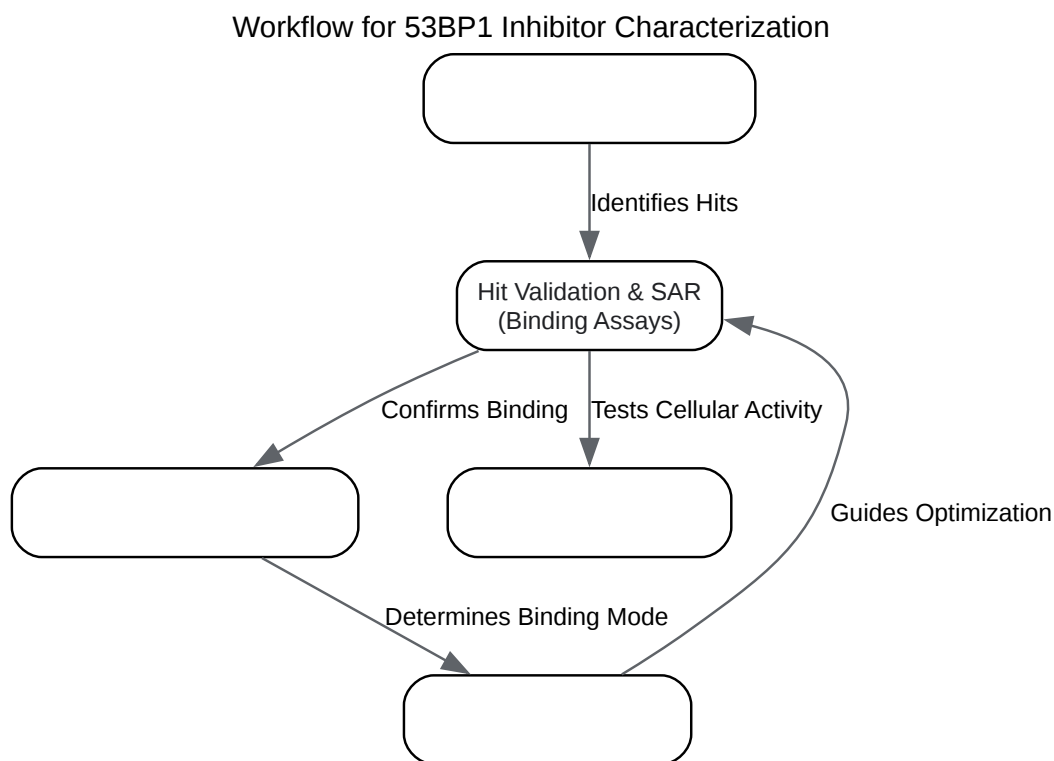 Workflow for 53BP1 Inhibitor Characterization
Identifies Hits
Hit Validation & SAR
(Binding Assays)
Confirms Binding
Tests Cellular Activity
Guides Optimization
Determines Binding Mode